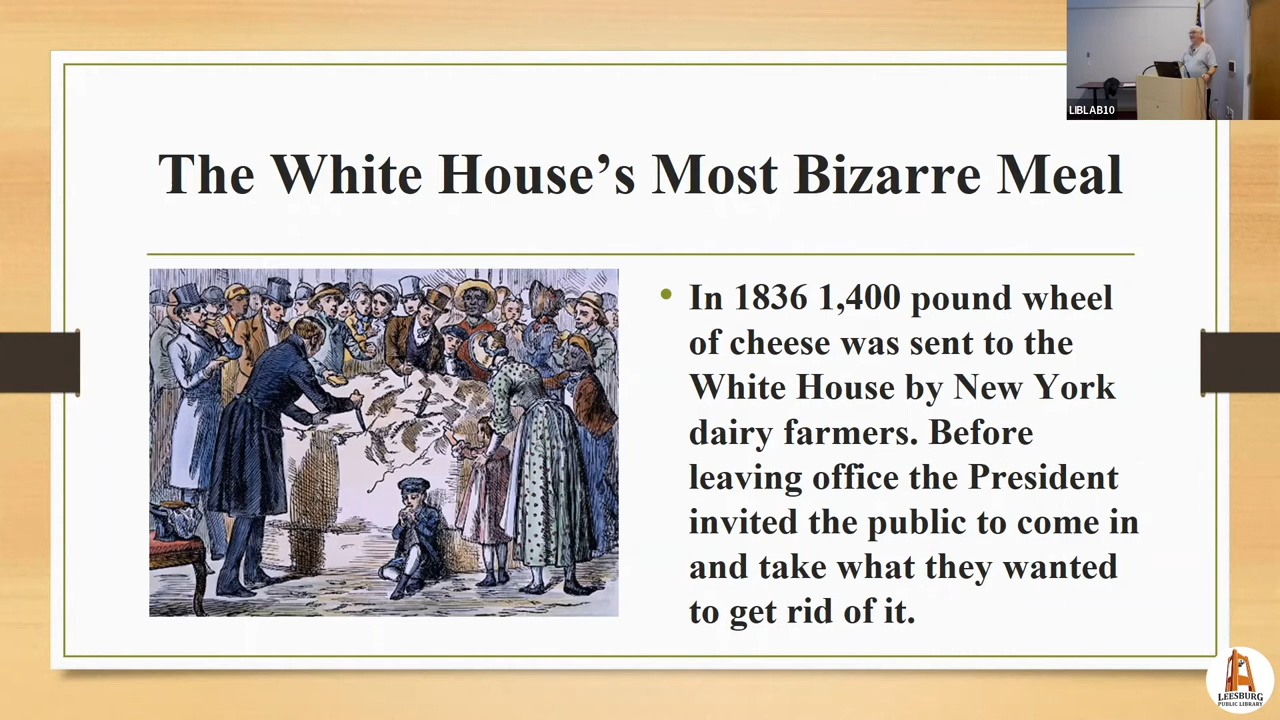 LIBLAB10
The White House’s Most Bizarre Meal
• In 1836 1,400 pound wheel
of cheese was sent to the
White House by New York
dairy farmers. Before
leaving office the President
invited the public to come in
and take what they wanted
to get rid of it.
LEESBURG
PUBLIC LIBRARY